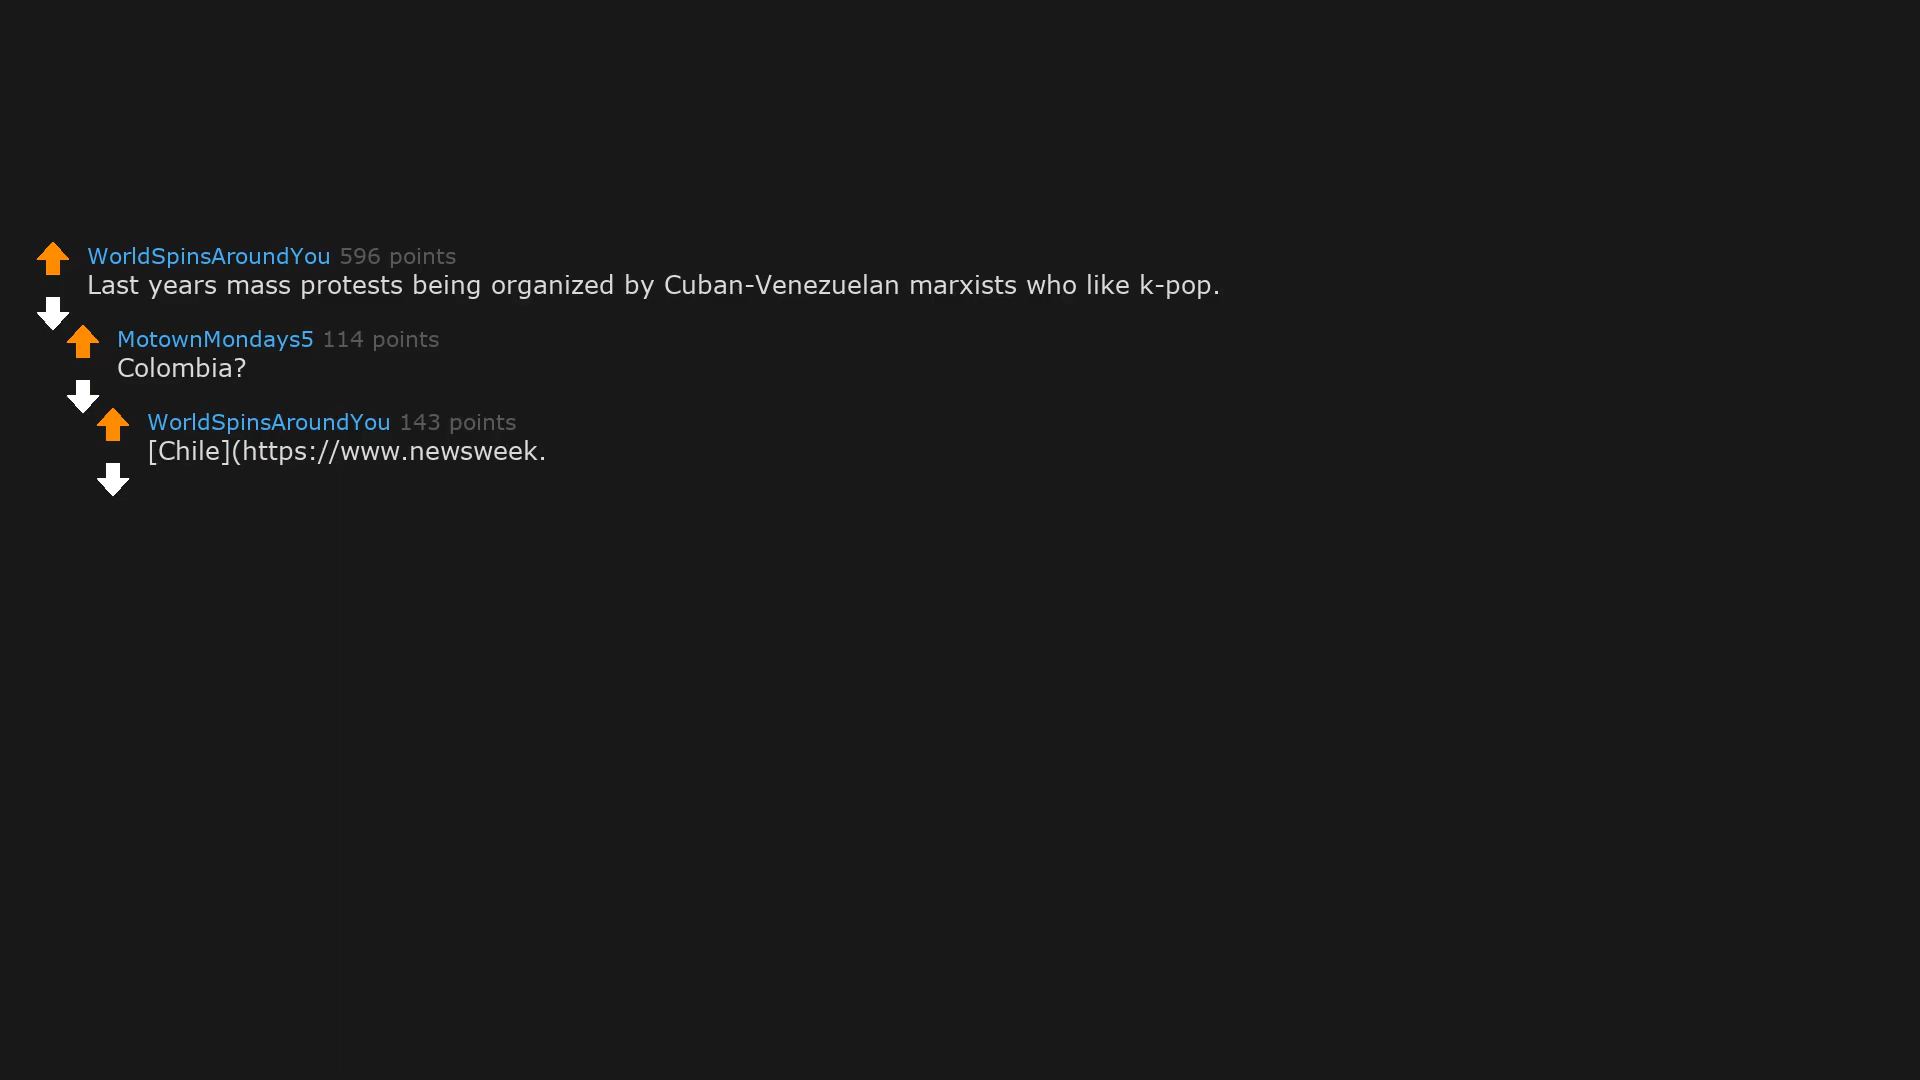 WorldSpinsAroundYou 596 points
Last years mass protests being organized by Cuban-Venezuelan marxists who like k-pop.
MotownMondays5 114 points
Colombia?
WorldSpinsAroundYou 143 points
[Chile](https://www.newsweek.